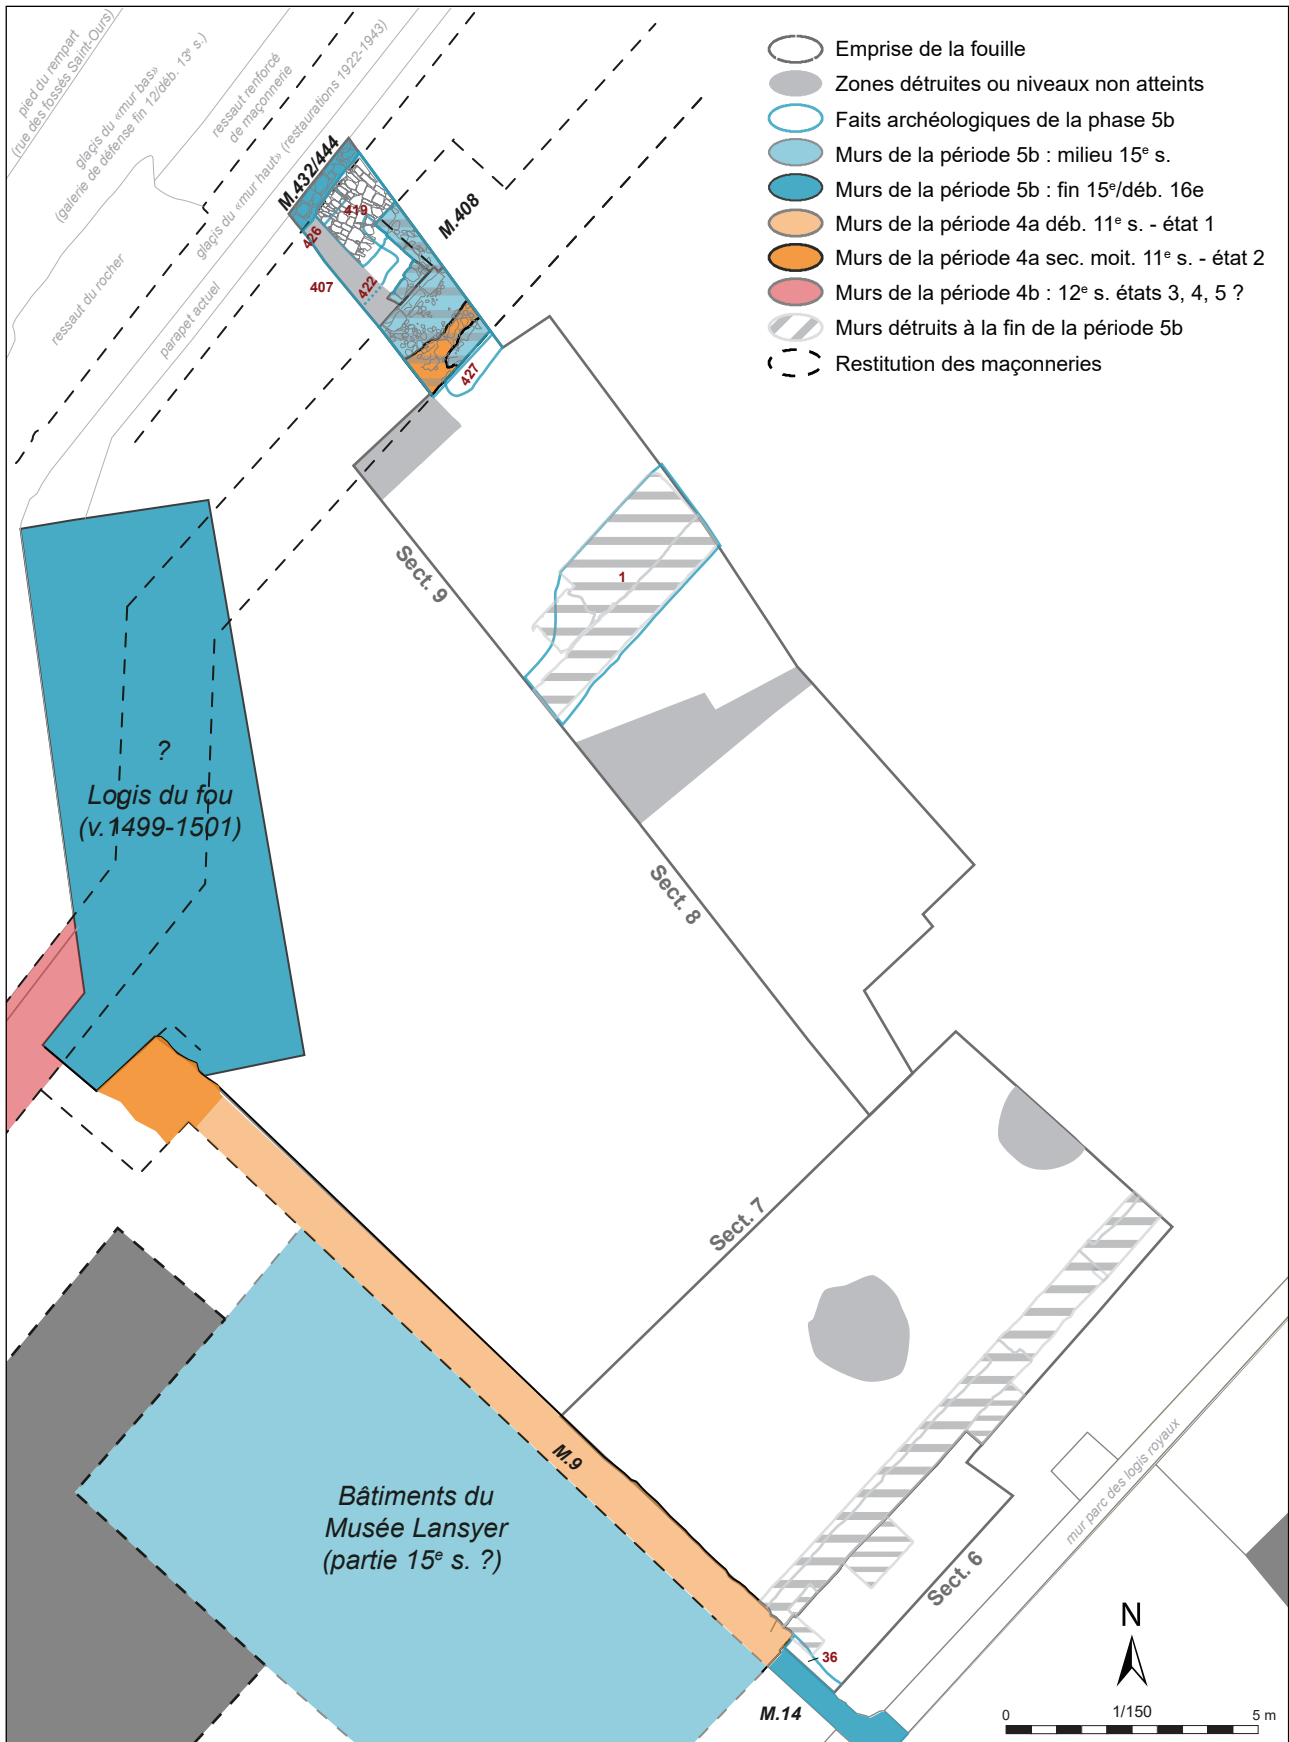 pied du rempart
(rue des fossés Saint-Ours)
glaçis du «mur bas»
(galerie de défense fin 12/déb. 13e s.)
ressaut renforcé
de maçonnerie
glaçis du «mur haut» (restaurations 1922-1943)
ressaut du rocher
parapet actuel
M.432/444
M.408
419
426
407
422
427
Emprise de la fouille
Zones détruites ou niveaux non atteints
Faits archéologiques de la phase 5b
Murs de la période 5b : milieu 15e s.
Murs de la période 5b : fin 15e/déb. 16e
Murs de la période 4a déb. 11e s. - état 1
Murs de la période 4a sec. moit. 11e s. - état 2
Murs de la période 4b : 12e s. états 3, 4, 5 ?
Murs détruits à la fin de la période 5b
Restitution des maçonneries
Sect. 9
1
?
Logis du fou
(v.1499-1501)
Sect. 8
Sect. 7
M.9
Bâtiments du
Musée Lansyer
(partie 15e s. ?)
mur parc des logis royaux
Sect. 6
36
M.14
N
0 1/150 5 m